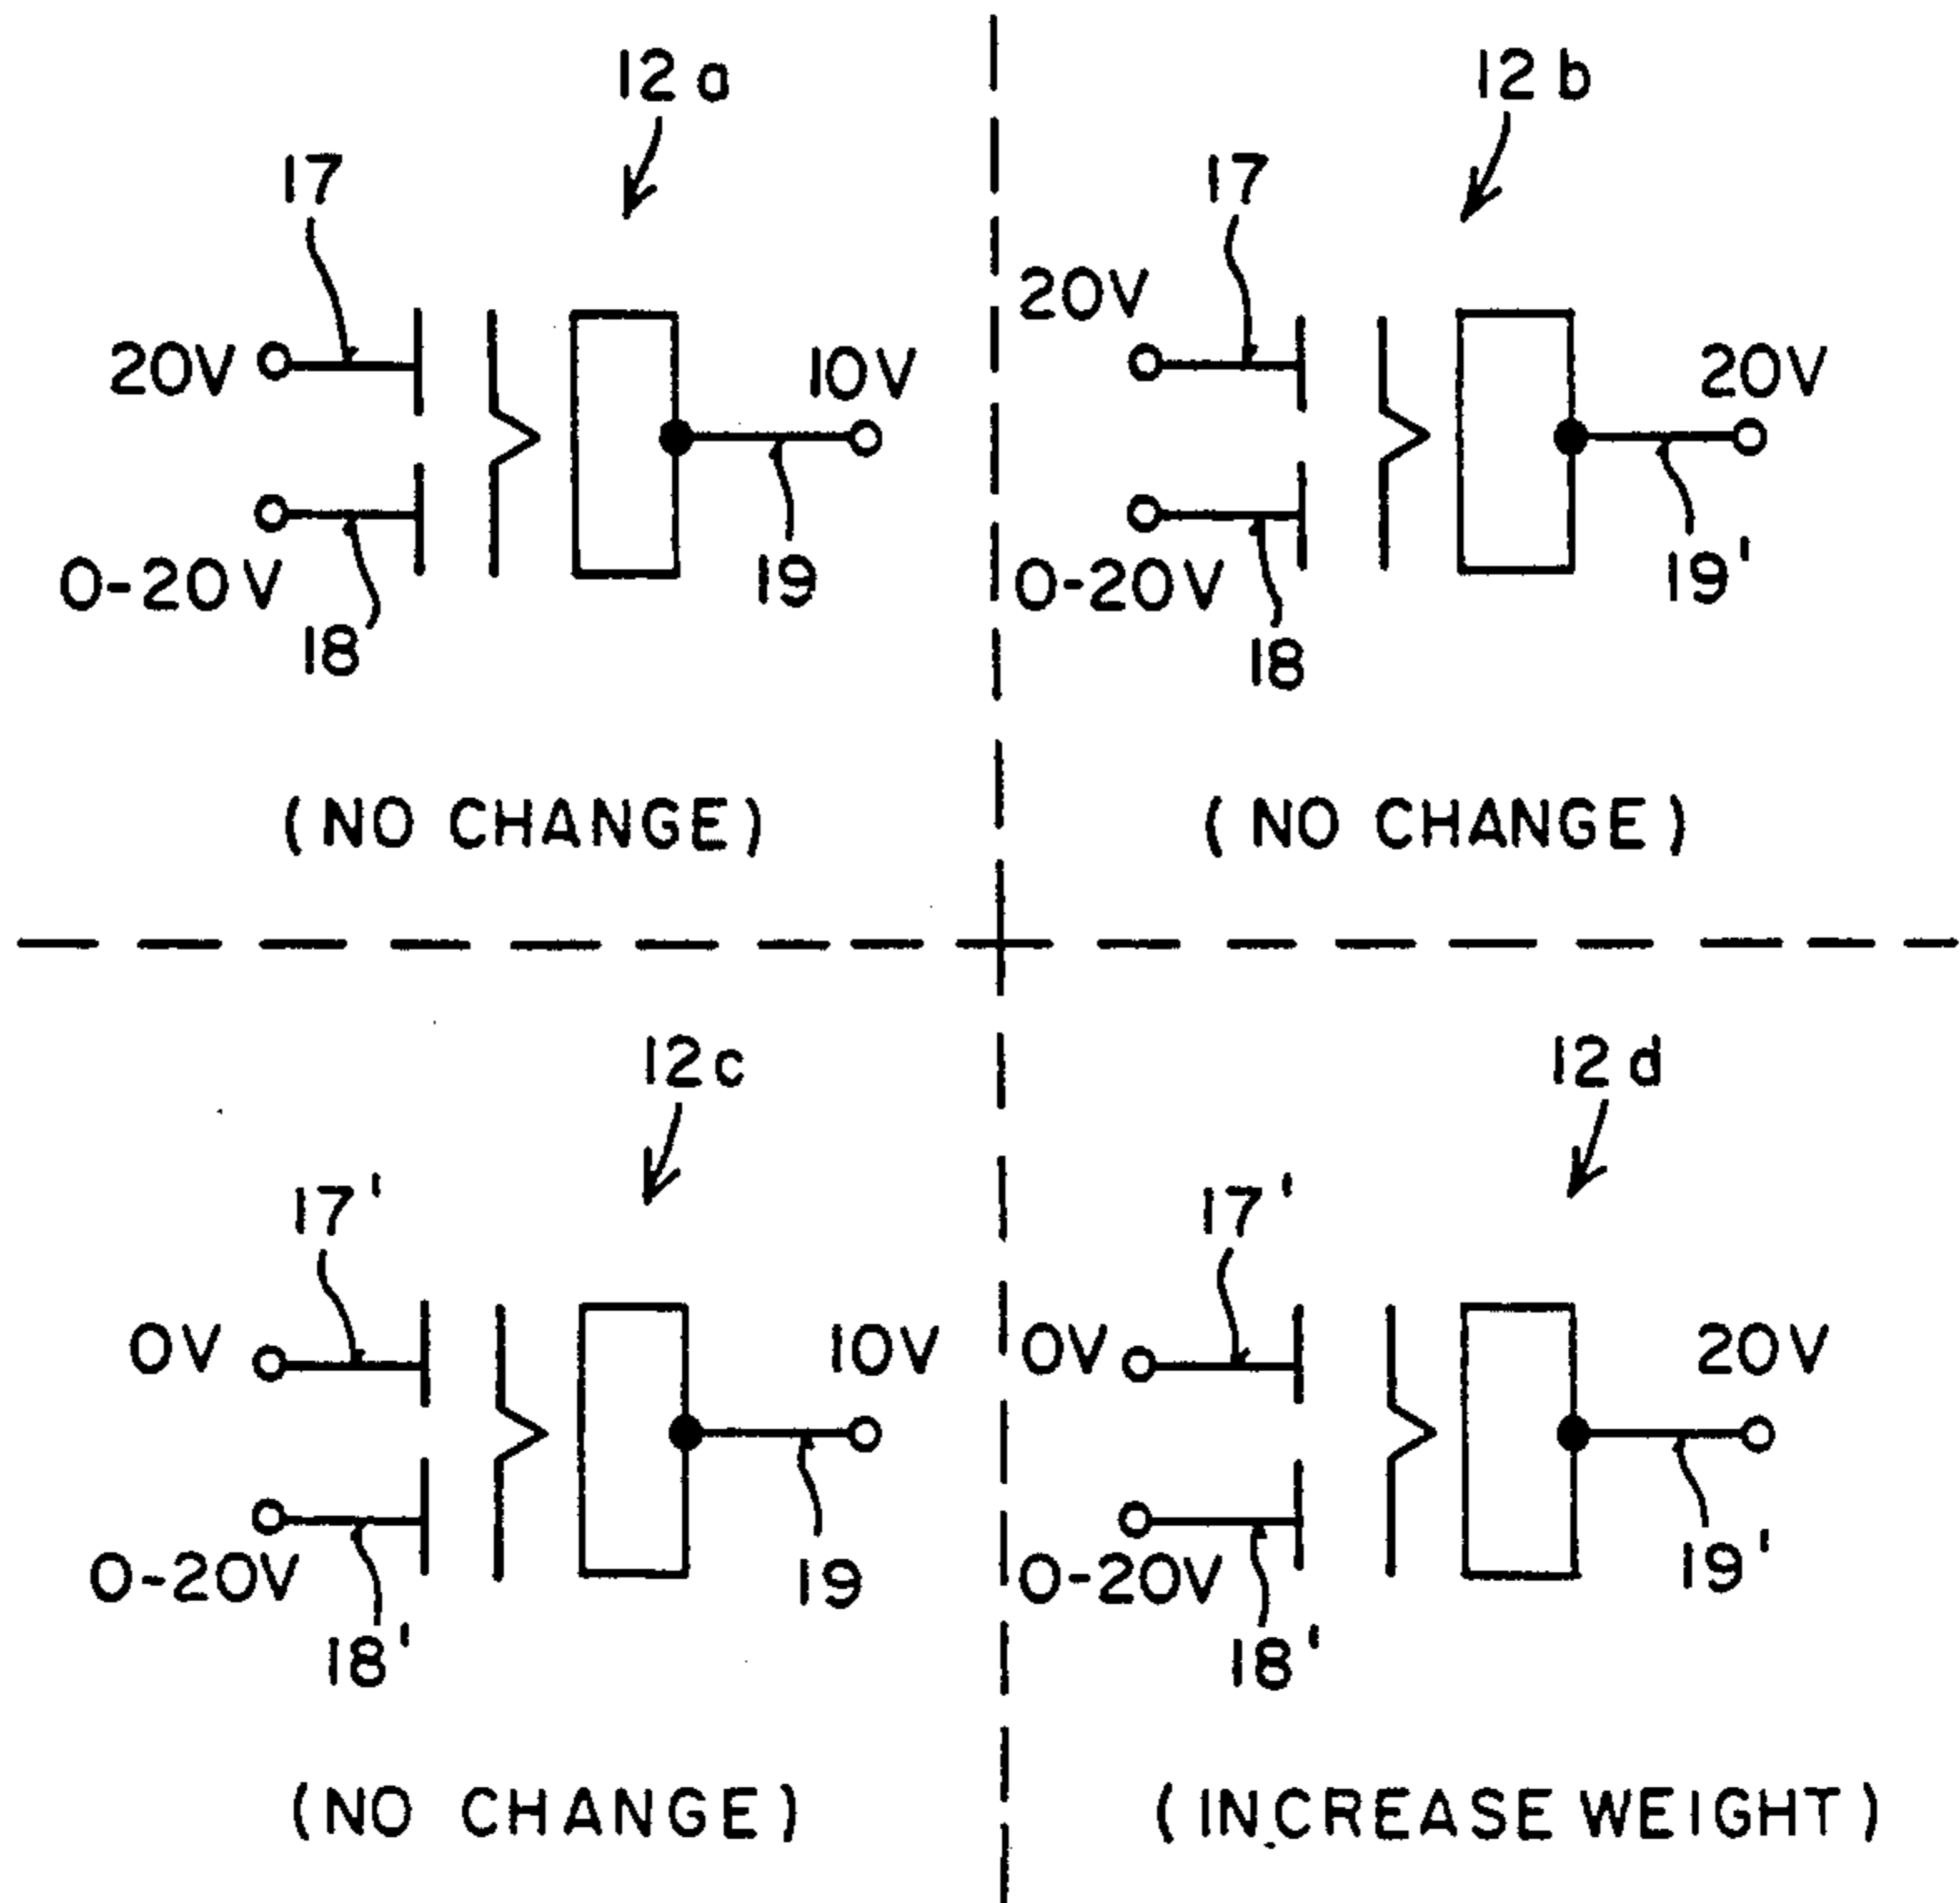 12a
17
20V
10V
0-20V
18
19
(NO CHANGE)
12b
17
20V
20V
0-20V
18
19'
(NO CHANGE)
12c
17'
0V
10V
0-20V
18'
19
(NO CHANGE)
12d
17'
0V
20V
0-20V
18'
19'
(INCREASE WEIGHT)